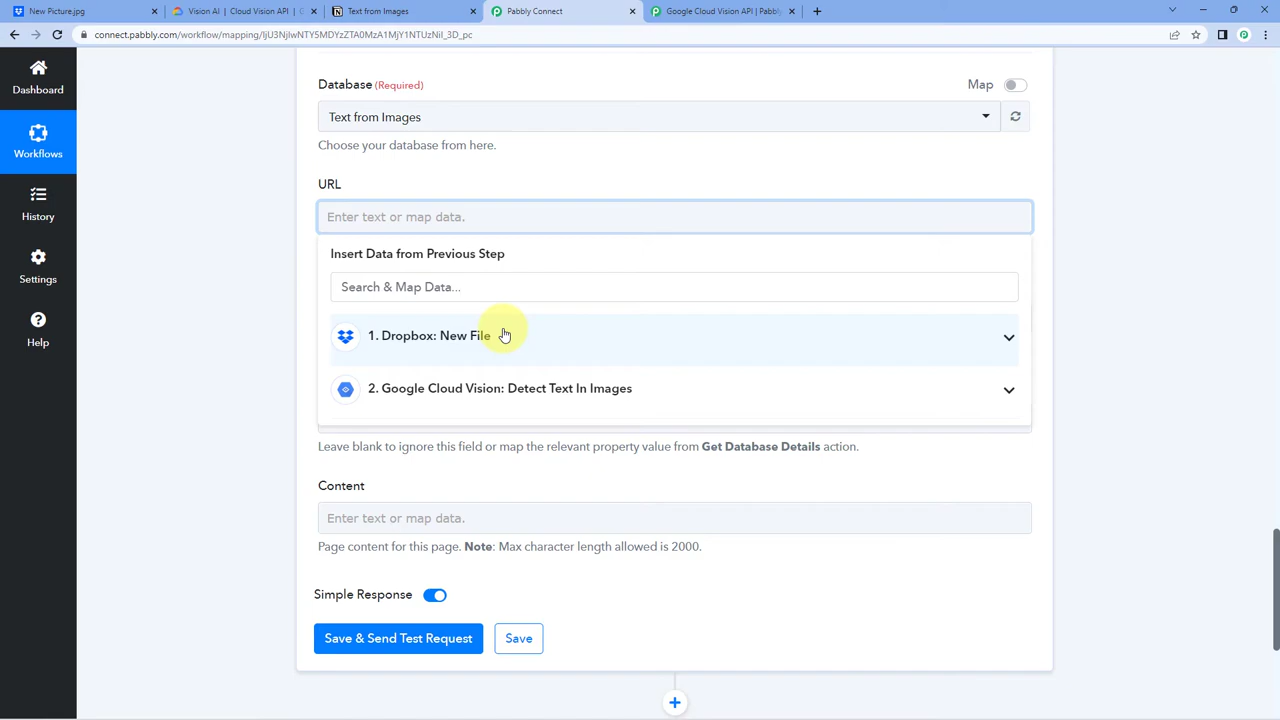 New Picture.jpg
Vision AI | Cloud Vision API | C
Text from Images
Pabbly Connect
Google Cloud Vision API | Pabbly
connect.pabbly.com/workflow/mapping/IjU3NjIwNTY5MDYzZTA0MzA1MjY1NTUzNiI_3D_pc
Dashboard
Workflows
History
Settings
Help
Database (Required)
Map
Text from Images
Choose your database from here.
URL
Enter text or map data.
Insert Data from Previous Step
Search & Map Data...
1. Dropbox: New File
2. Google Cloud Vision: Detect Text In Images
Leave blank to ignore this field or map the relevant property value from Get Database Details action.
Content
Enter text or map data.
Page content for this page. Note: Max character length allowed is 2000.
Simple Response
Save & Send Test Request
Save